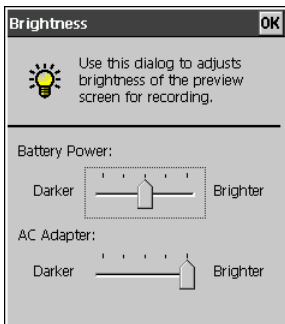 Brightness OK
Use this dialog to adjusts
brightness of the preview
screen for recording.
Battery Power:
Darker Brighter
AC Adapter:
Darker Brighter